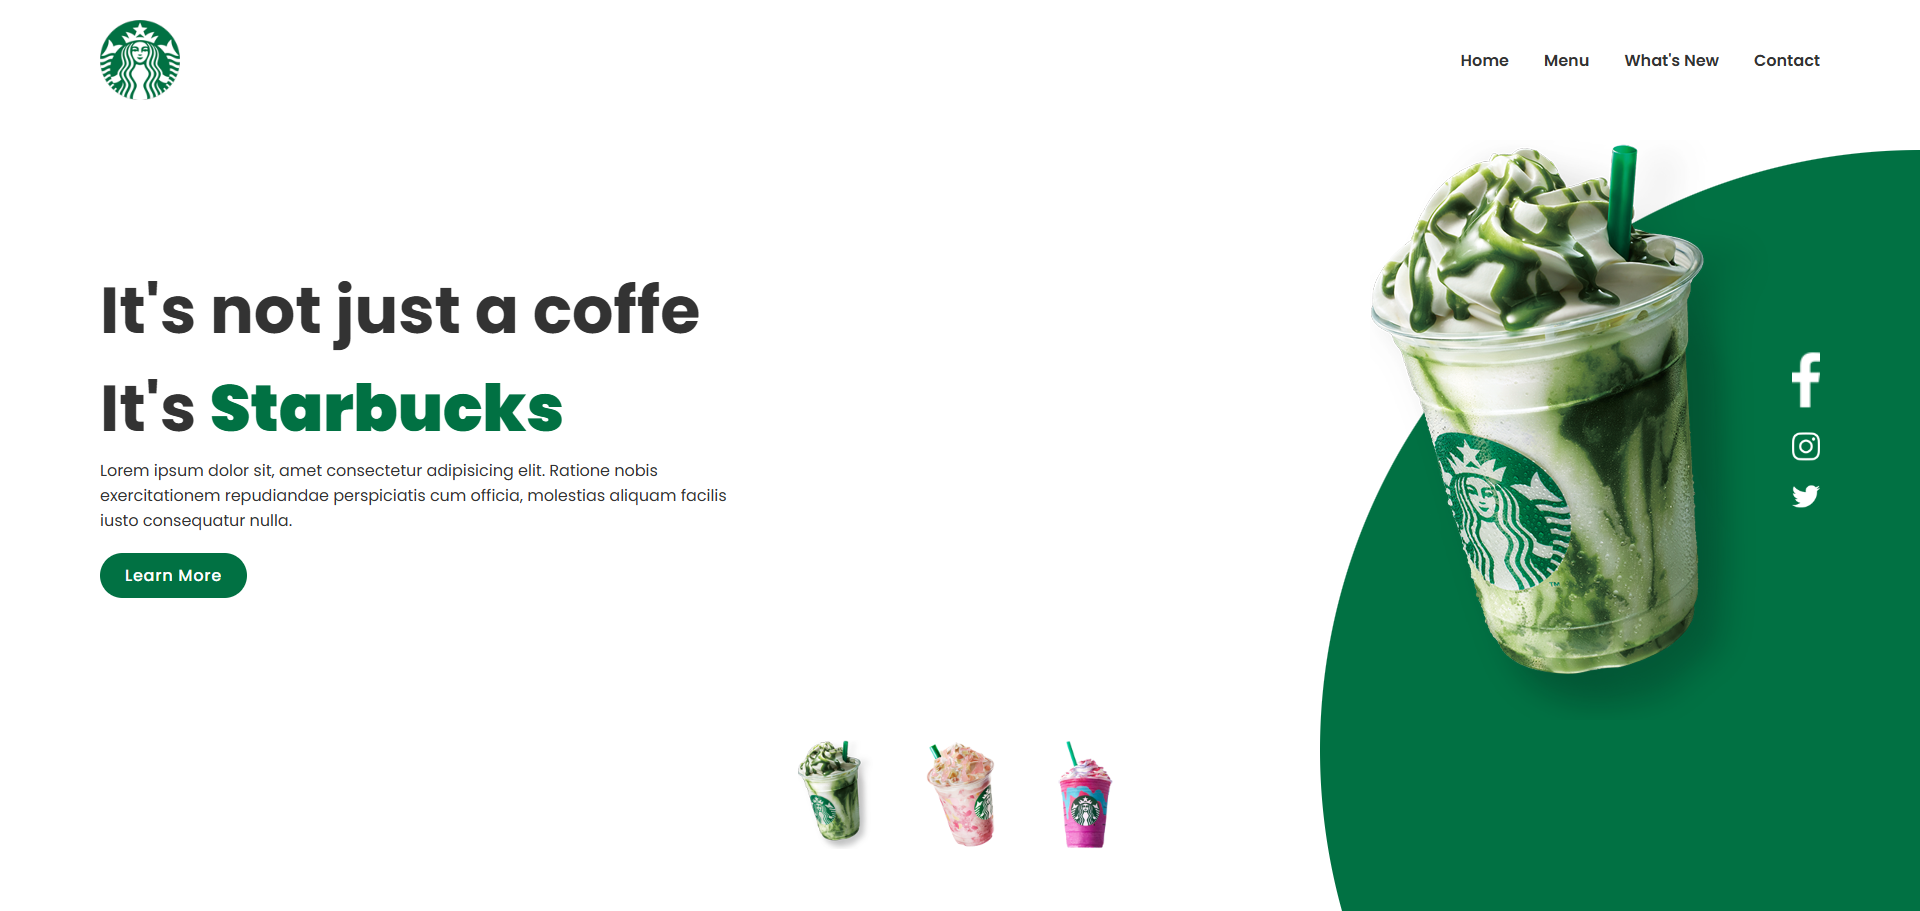 Home Menu What's New Contact
It's not just a coffe
It's Starbucks
Lorem ipsum dolor sit, amet consectetur adipisicing elit. Ratione nobis
exercitationem repudiandae perspiciatis cum officia, molestias aliquam facilis
iusto consequatur nulla.
Learn More
TM